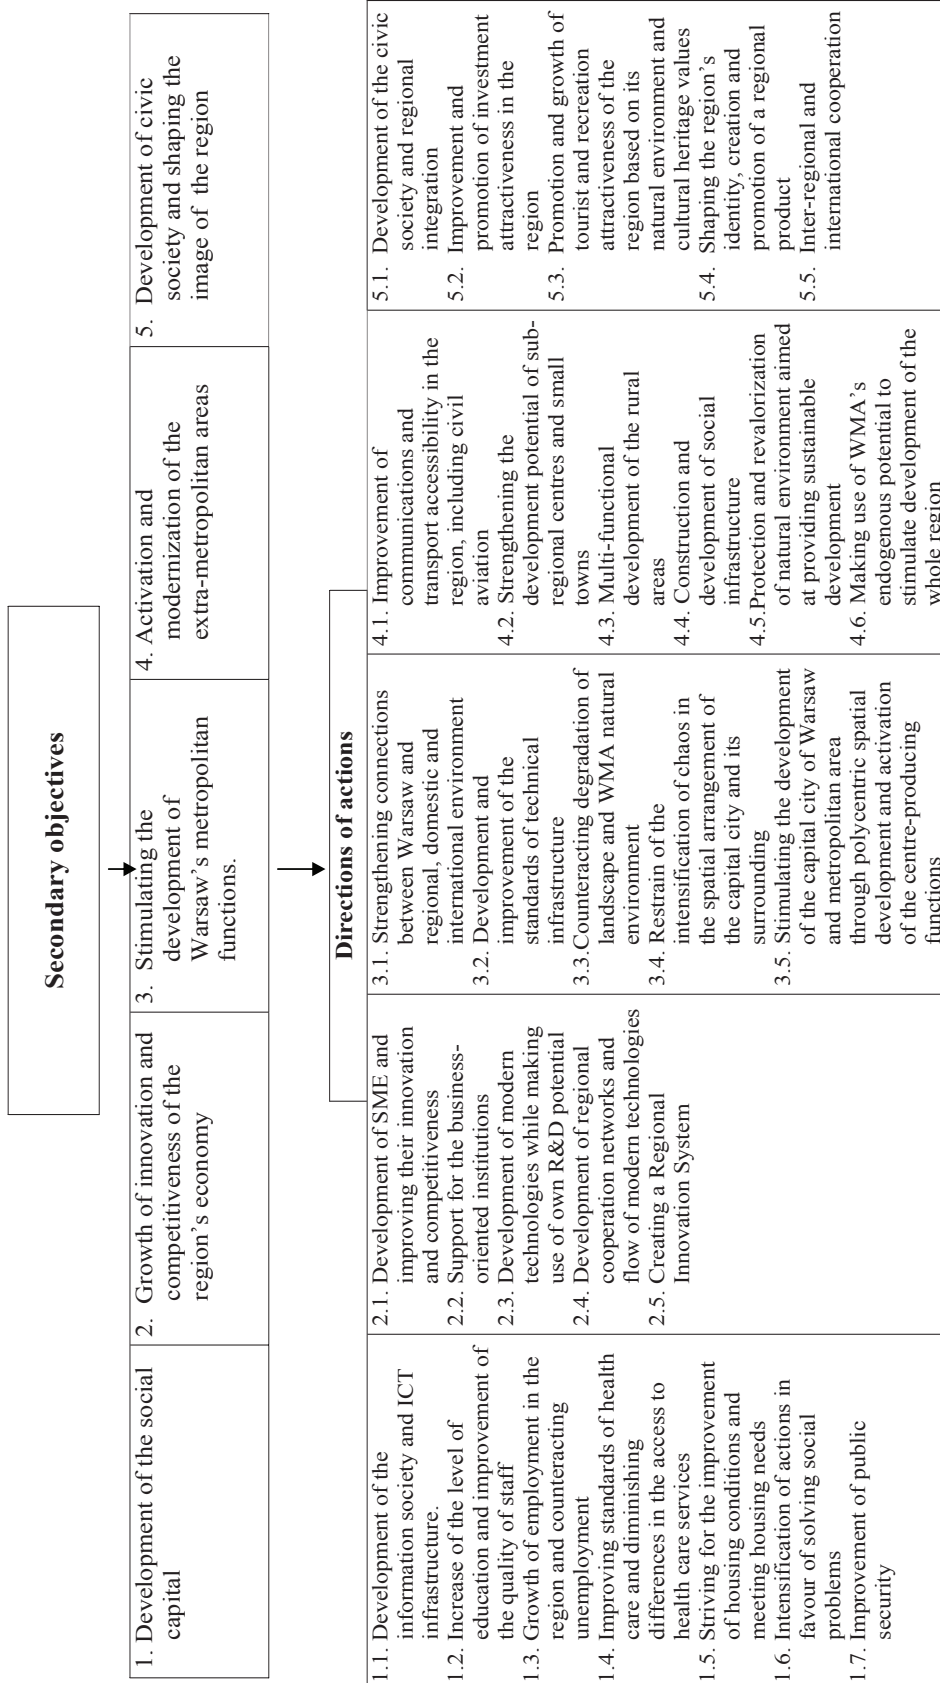 Secondary objectives
1. Development of the social
capital
2. Growth of innovation and
competitiveness of the
region's economy
3. Stimulating the
development of
Warsaw's metropolitan
functions.
4. Activation and
modernization of the
extra-metropolitan areas
5. Development of civic
society and shaping the
image of the region
Directions of actions
1.1. Development of the
information society and ICT
infrastructure.
1.2. Increase of the level of
education and improvement of
the quality of staff
1.3. Growth of employment in the
region and counteracting
unemployment
1.4. Improving standards of health
care and diminishing
differences in the access to
health care services
1.5. Striving for the improvement
of housing conditions and
meeting housing needs
1.6. Intensification of actions in
favour of solving social
problems
1.7. Improvement of public
security
2.1. Development of SME and
improving their innovation
and competitiveness
2.2. Support for the business-
oriented institutions
2.3. Development of modern
technologies while making
use of own R&D potential
2.4. Development of regional
cooperation networks and
flow of modern technologies
2.5. Creating a Regional
Innovation System
3.1. Strengthening connections
between Warsaw and
regional, domestic and
international environment
3.2. Development and
improvement of the
standards of technical
infrastructure
3.3.Counteracting degradation of
landscape and WMA natural
environment
3.4. Restrain of the
intensification of chaos in
the spatial arrangement of
the capital city and its
surrounding
3.5. Stimulating the development
of the capital city of Warsaw
and metropolitan area
through polycentric spatial
development and activation
of the centre-producing
functions
4.1. Improvement of
communications and
transport accessibility in the
region, including civil
aviation
4.2. Strengthening the
development potential of sub-
regional centres and small
towns
4.3. Multi-functional
development of the rural
areas
4.4. Construction and
development of social
infrastructure
4.5.Protection and revalorization
of natural environment aimed
at providing sustainable
development
4.6. Making use of WMA's
endogenous potential to
stimulate development of the
whole region
5.1. Development of the civic
society and regional
integration
5.2. Improvement and
promotion of investment
attractiveness in the
region
5.3. Promotion and growth of
tourist and recreation
attractiveness of the
region based on its
natural environment and
cultural heritage values
5.4. Shaping the region's
identity, creation and
promotion of a regional
product
5.5. Inter-regional and
international cooperation